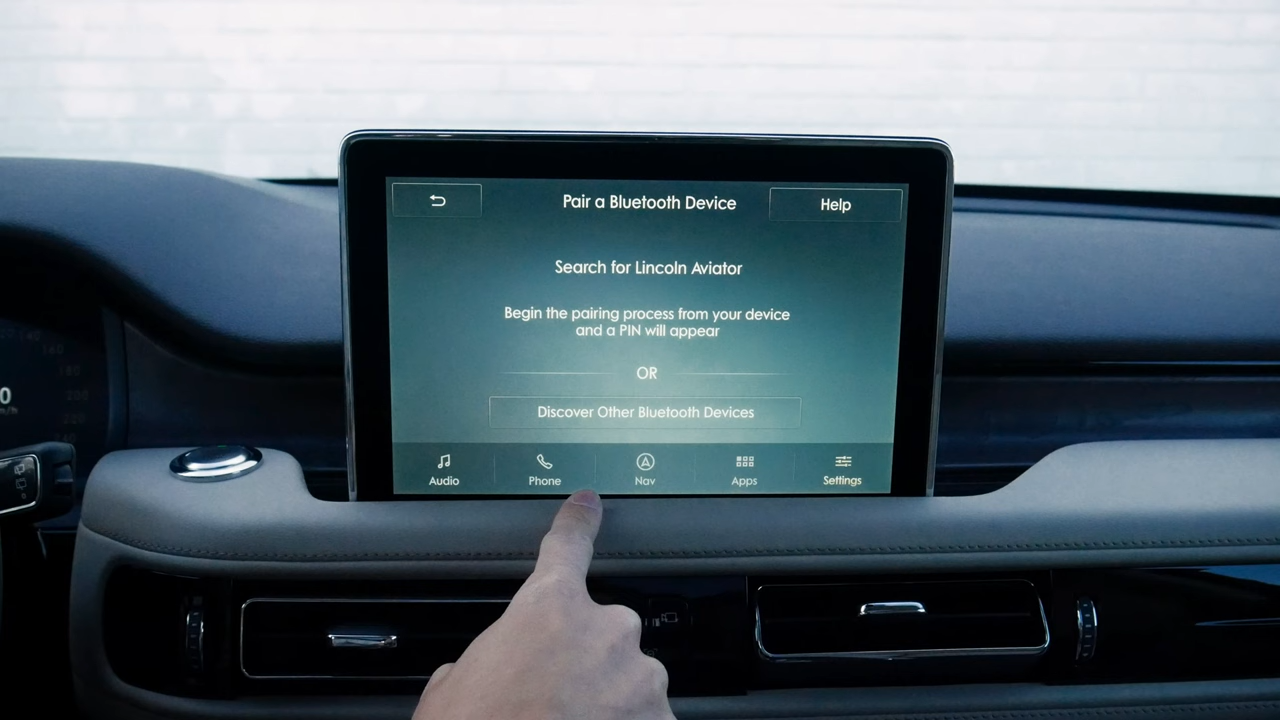 Pair a Bluetooth Device
Help
Search for Lincoln Aviator
Begin the pairing process from your device
and a PIN will appear
OR
Discover Other Bluetooth Devices
Audio
Phone
Nav
Apps
Settings